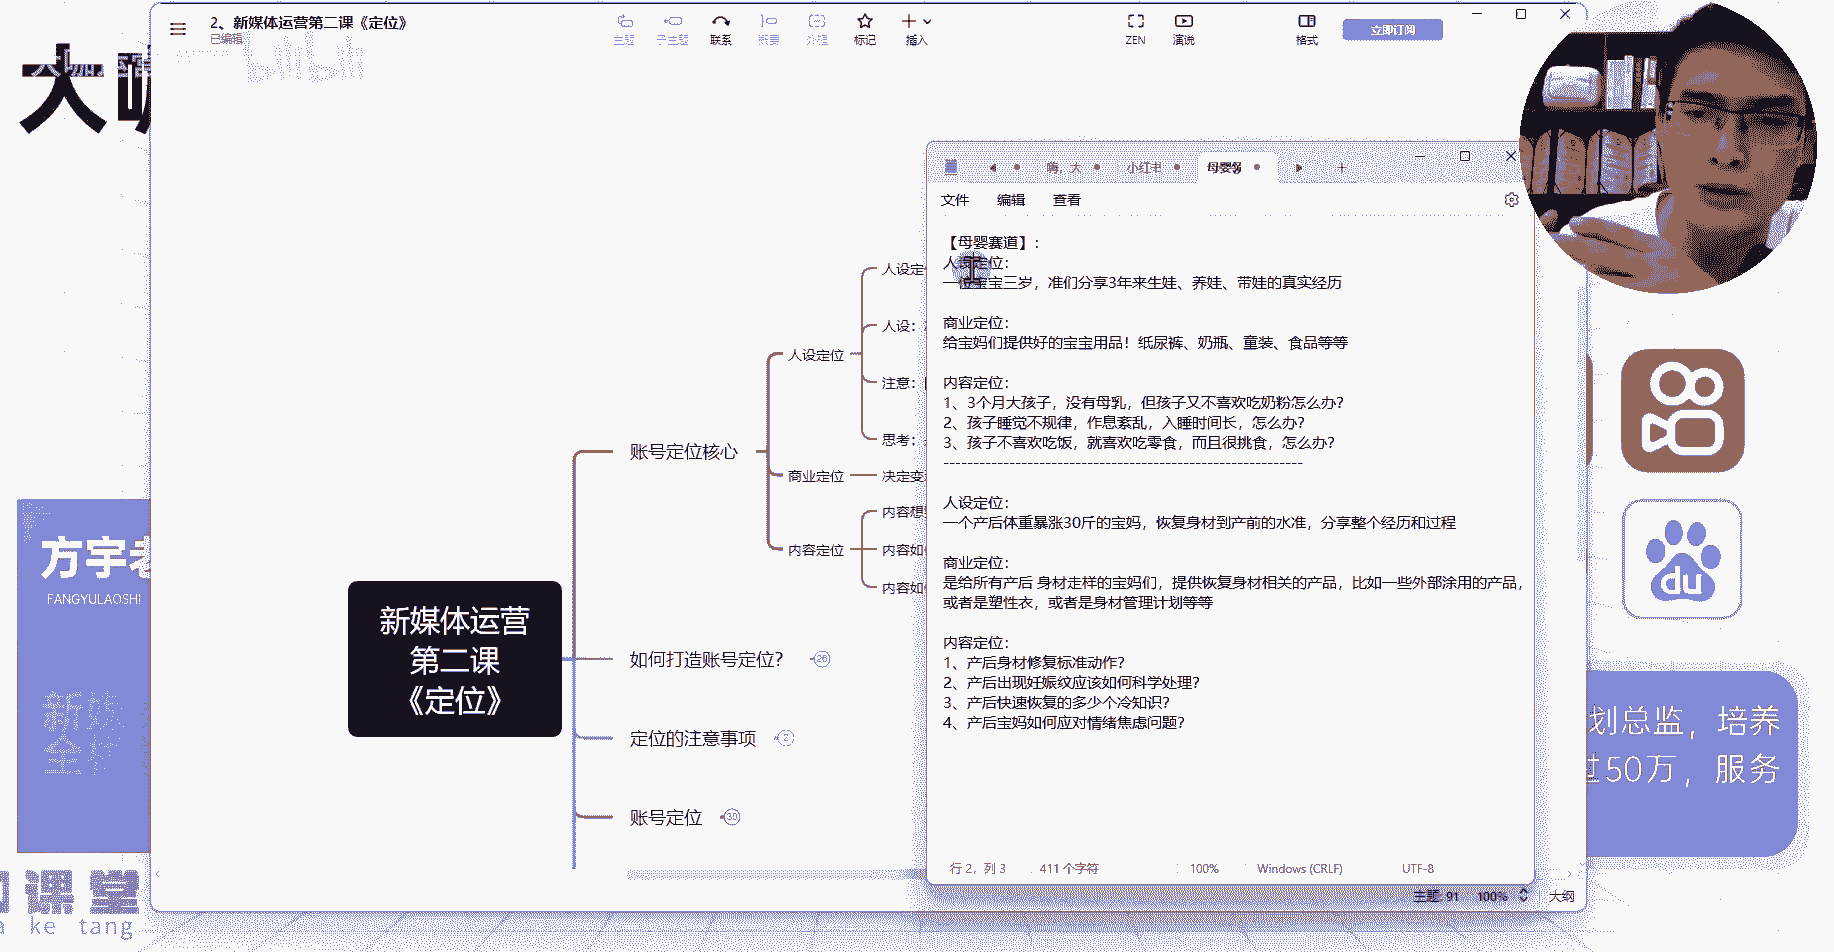 2、新媒体运营第二课《定位》
已编辑
bilibili
主题
子主题
联系
概要
外框
标记
插入
ZEN
演说
格式
立即订阅
大
嗨，大
小红书
母婴
文件
编辑
查看
【母婴赛道】：
人设定位：
一位宝宝三岁，准们分享3年来生娃、养娃、带娃的真实经历
商业定位：
给宝妈们提供好的宝宝用品！纸尿裤、奶瓶、童装、食品等等
内容定位：
1、3个月大孩子，没有母乳，但孩子又不喜欢吃奶粉怎么办？
2、孩子睡觉不规律，作息紊乱，入睡时间长，怎么办？
3、孩子不喜欢吃饭，就喜欢吃零食，而且很挑食，怎么办？
------------------------------------------------------------
人设定位：
一个产后体重暴涨30斤的宝妈，恢复身材到产前的水准，分享整个经历和过程
商业定位：
是给所有产后 身材走样的宝妈们，提供恢复身材相关的产品，比如一些外部涂用的产品，
或者是塑性衣，或者是身材管理计划等等
内容定位：
1、产后身材修复标准动作？
2、产后出现妊娠纹应该如何科学处理？
3、产后快速恢复的多少个冷知识？
4、产后宝妈如何应对情绪焦虑问题？
行 2，列 3
411 个字符
100%
Windows (CRLF)
UTF-8
人设定
人设：
人设定位
注意：
思考：
账号定位核心
商业定位
决定变
内容想
内容定位
内容如
内容如
新媒体运营
第二课
《定位》
如何打造账号定位？
26
定位的注意事项
2
账号定位
30
主题: 91
100%
大纲
方宇老
FANGYULAOSHI
新媒
全
课堂
ke tang
du
划总监，培养
过50万，服务